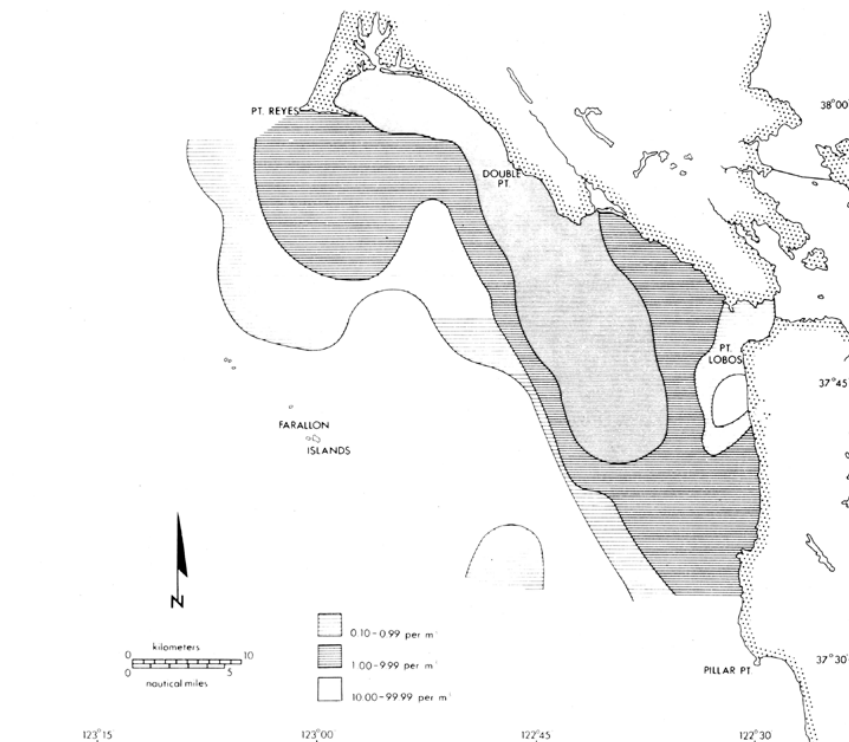 38°00'
PT. REYES
DOUBLE
PT.
PT.
LOBOS
37°45'
FARALLON
ISLANDS
N
kilometers
0 10
0 5
nautical miles
0.10-0.99 per m
1.00-9.99 per m
10.00-99.99 per m
PILLAR PT.
37°30'
123°15 123°00 122°45 122°30